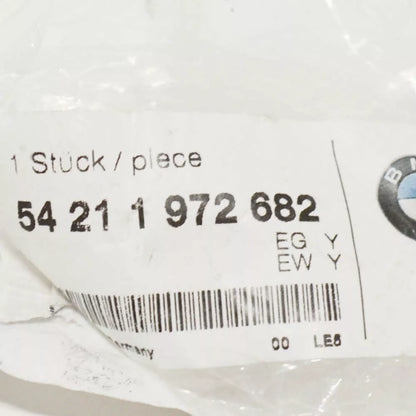 1 Stück / piece
54 21 1 972 682
EG Y
EW Y
00 LE8